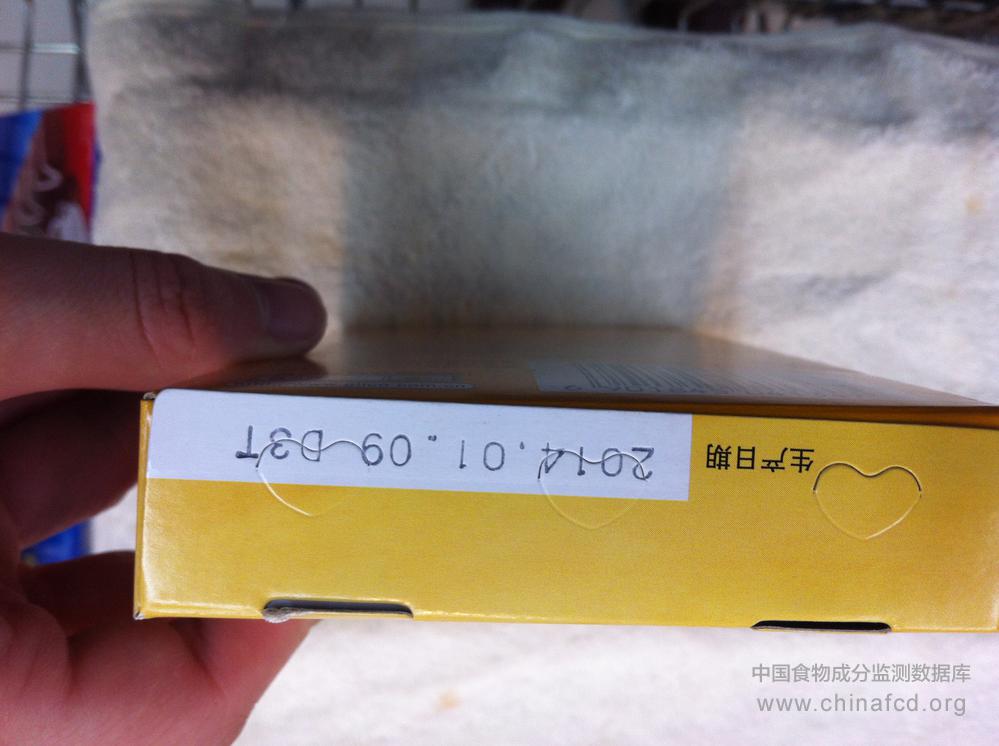 生产日期 2014.01.09 D3T
中国食物成分监测数据库
www.chinafcd.org